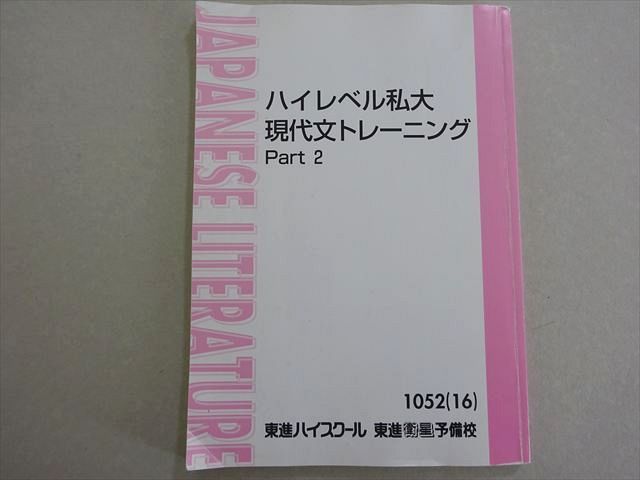 JAPANESE LITERATURE
ハイレベル私大
現代文トレーニング
Part 2
1052(16)
東進ハイスクール 東進衛星予備校